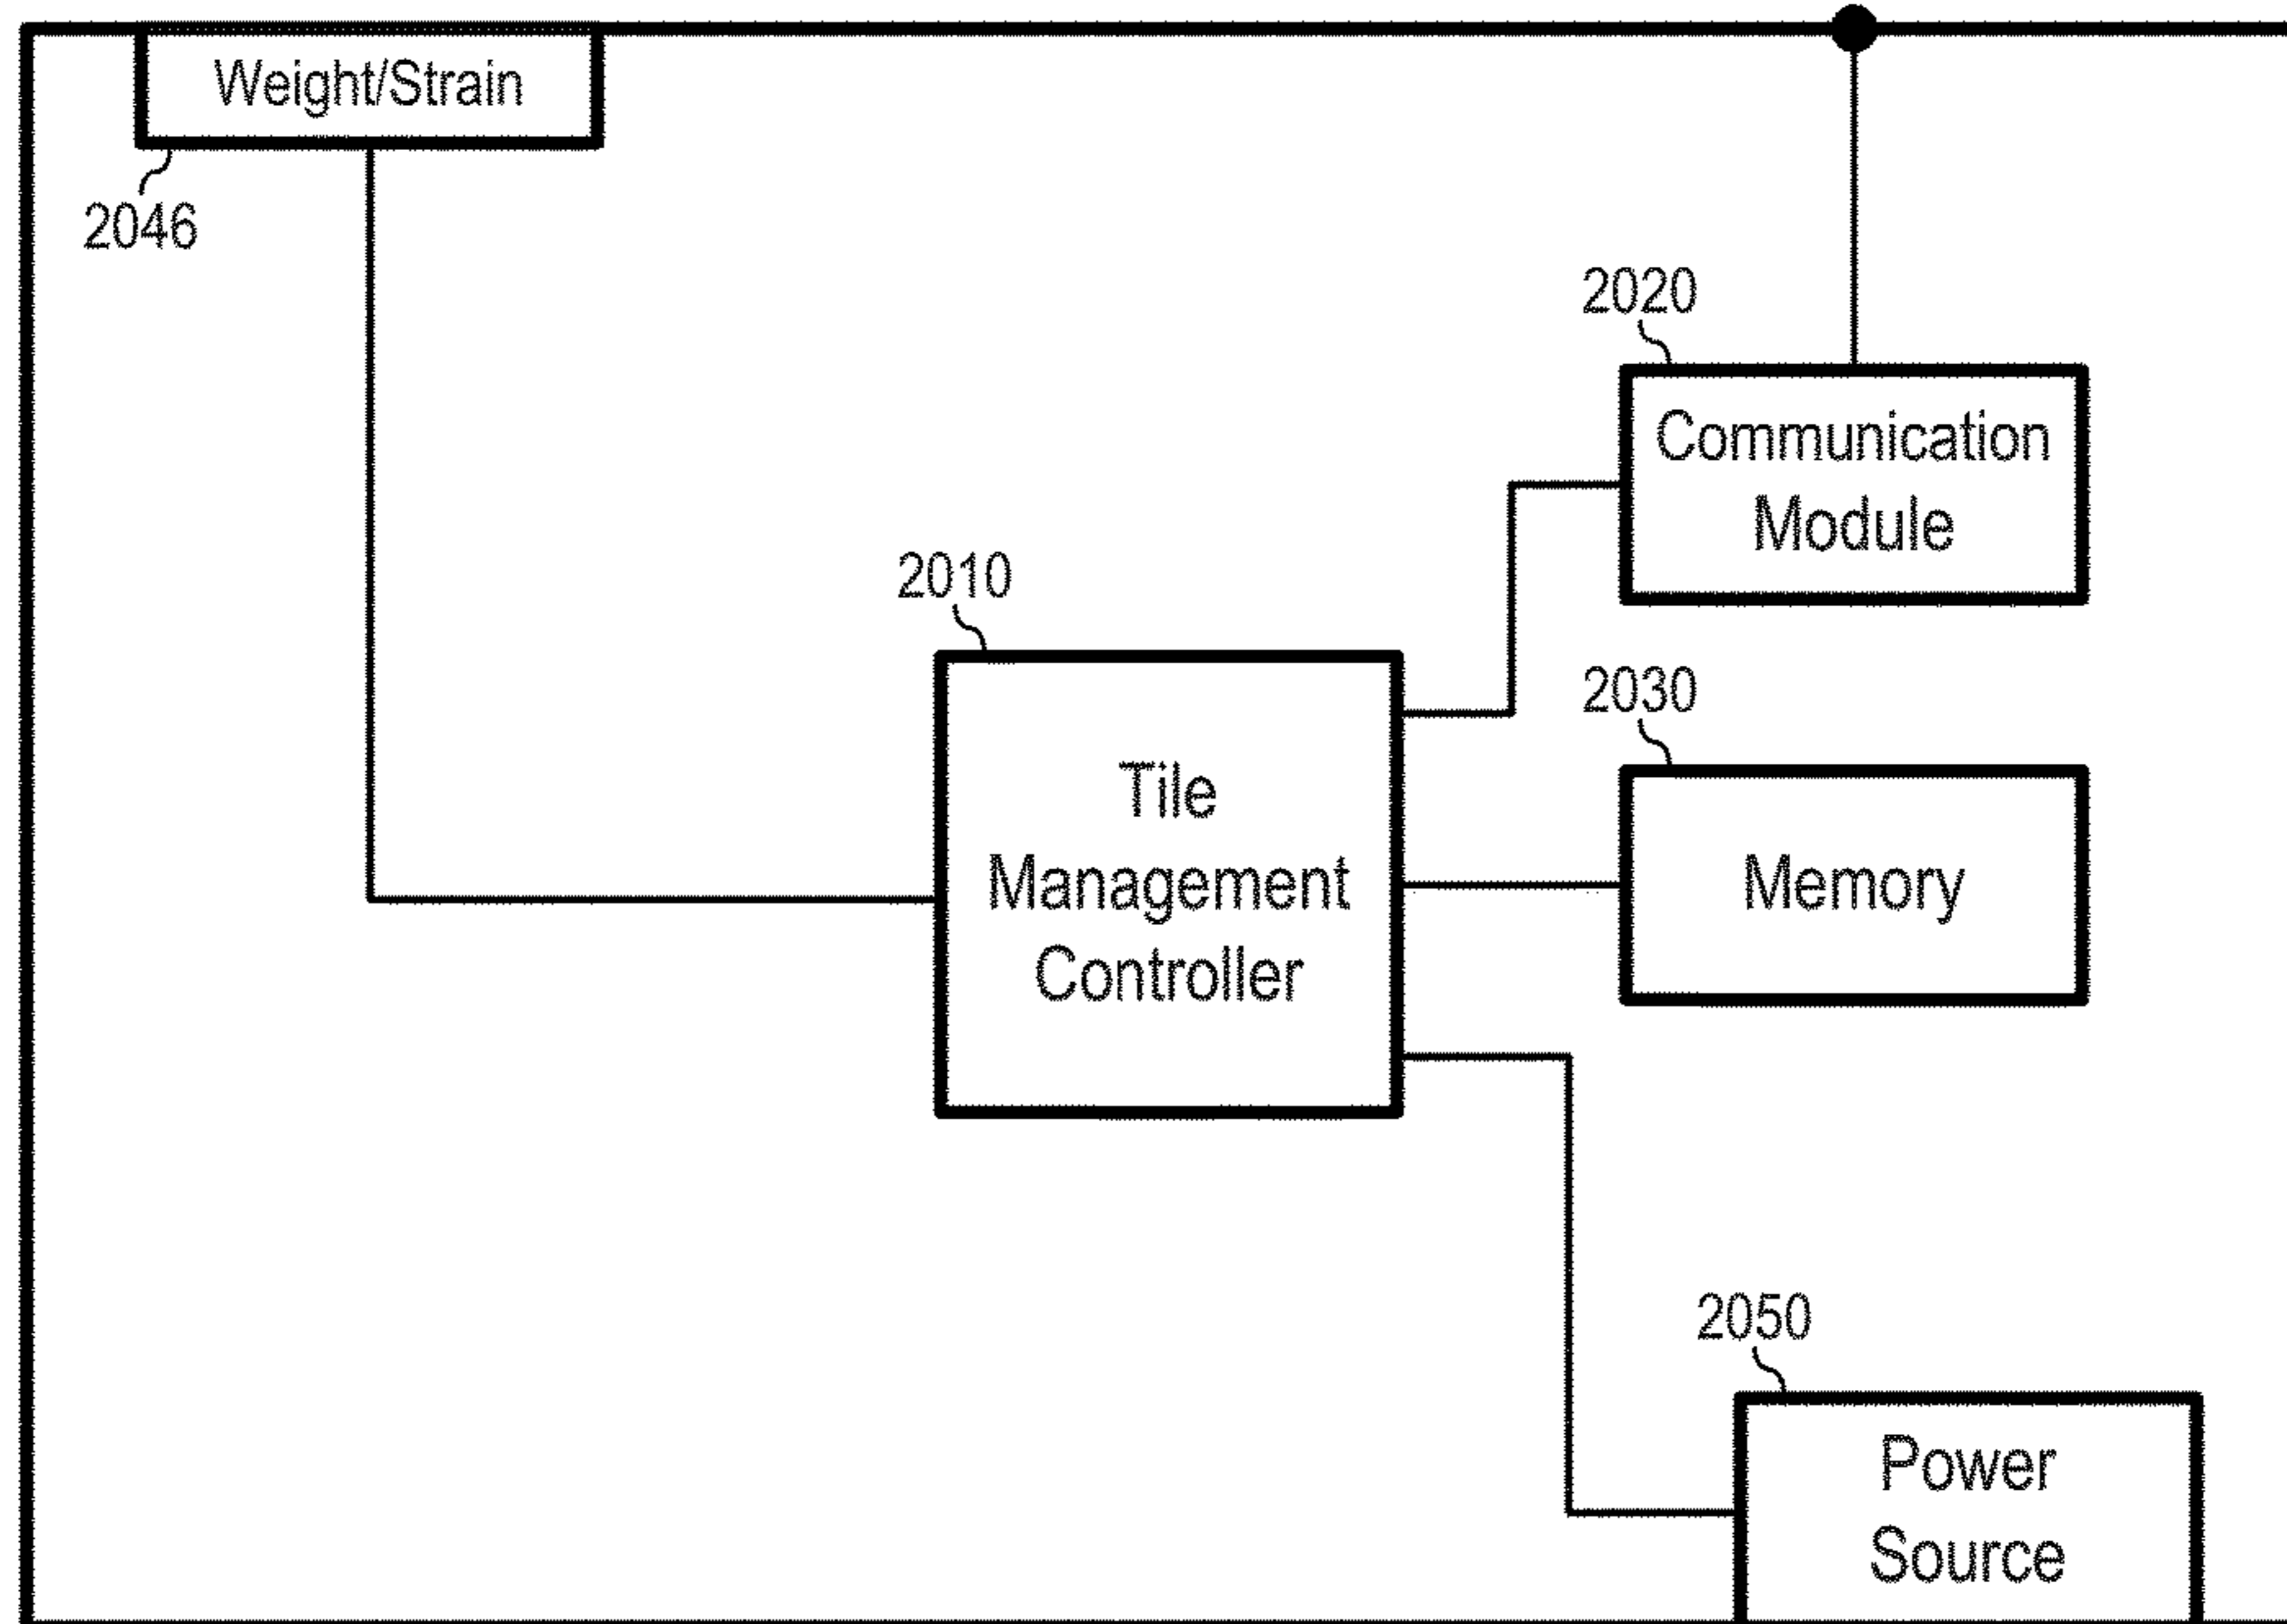 Weight/Strain
2046
2020
Communication
Module
2010
Tile
Management
Controller
2030
Memory
2050
Power
Source